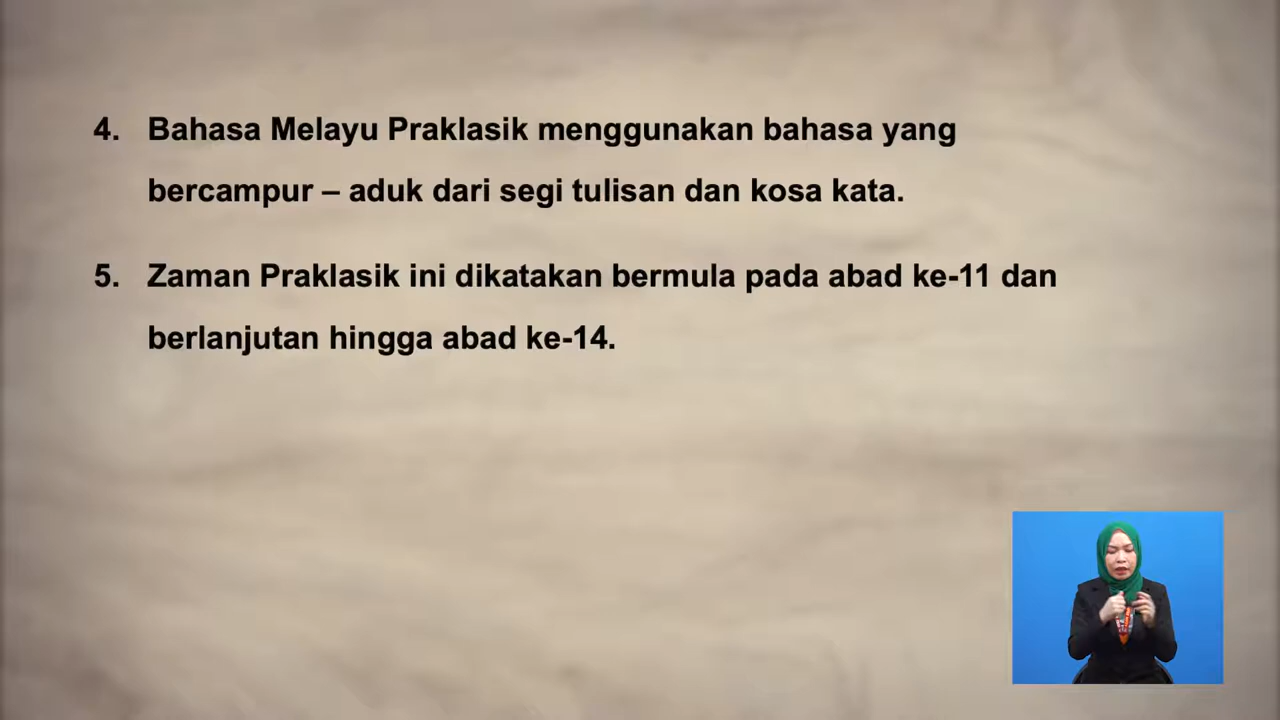 4. Bahasa Melayu Praklasik menggunakan bahasa yang
bercampur – aduk dari segi tulisan dan kosa kata.
5. Zaman Praklasik ini dikatakan bermula pada abad ke-11 dan
berlanjutan hingga abad ke-14.